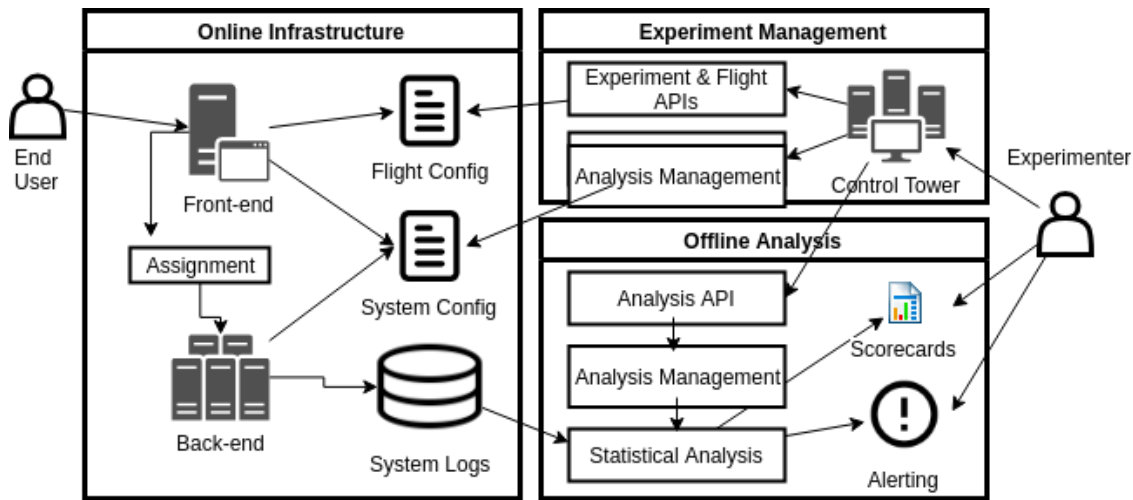 Online Infrastructure
Experiment Management
End
User
Front-end
Flight Config
Assignment
System Config
Back-end
System Logs
Experiment & Flight
APIs
Analysis Management
Control Tower
Experimenter
Offline Analysis
Analysis API
Analysis Management
Statistical Analysis
Scorecards
Alerting